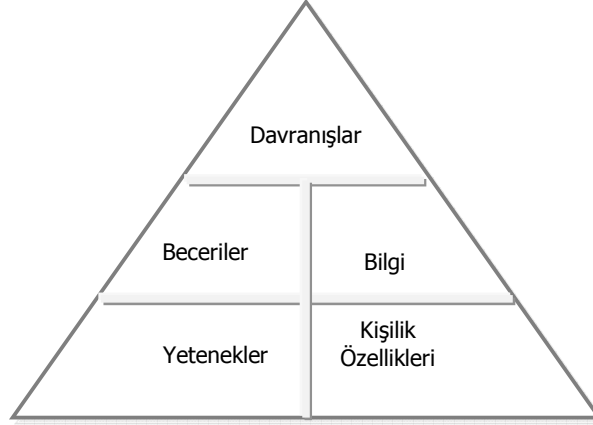 Davranışlar
Beceriler
Bilgi
Yetenekler
Kişilik
Özellikleri